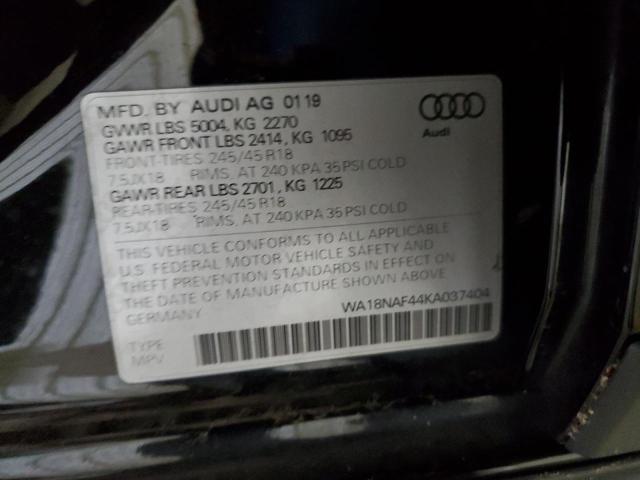 MFD. BY AUDI AG 01 19
GVWR LBS 5004, KG 2270
GAWR FRONT LBS 2414, KG 1095
FRONT-TIRES 245/45 R18
7.5JX18 RIMS. AT 240 KPA 35 PSI COLD
GAWR REAR LBS 2701, KG 1225
REAR-TIRES 245/45 R18
7.5JX18 RIMS. AT 240 KPA 35 PSI COLD
Audi
THIS VEHICLE CONFORMS TO ALL APPLICABLE
U.S. FEDERAL MOTOR VEHICLE SAFETY AND
THEFT PREVENTION STANDARDS IN EFFECT ON
THE DATE OF MANUFACTURE SHOWN ABOVE
GERMANY WA18NAF44KA037404
TYPE
MPV